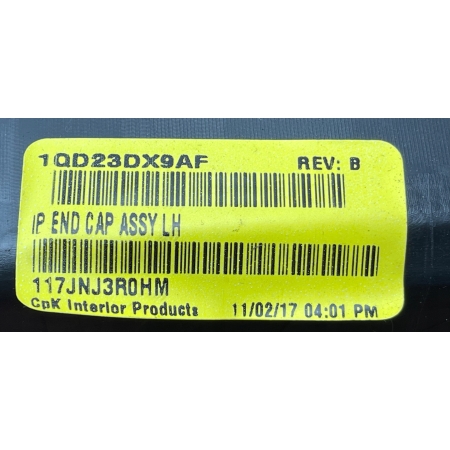 1QD23DX9AF REV: B
IP END CAP ASSY LH
117JNJ3R0HM
CpK Interior Products 11/02/17 04:01 PM